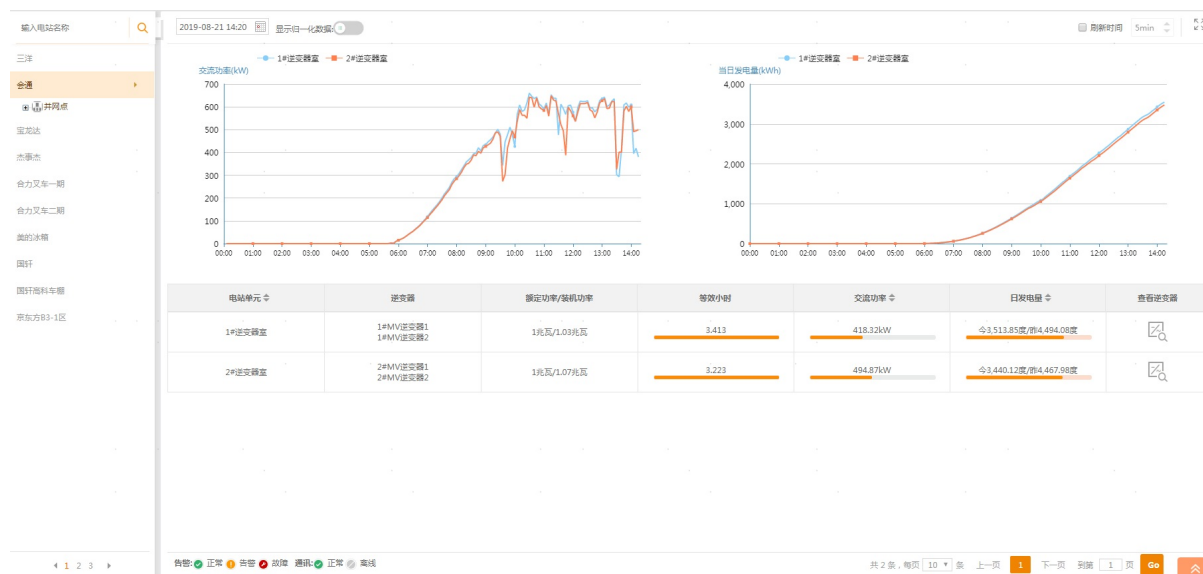 输入电站名称
三洋
会通
并网点
宝龙达
杰事杰
合力叉车一期
合力叉车二期
美的冰箱
国轩
国轩高科车棚
京东方B3-1区
1 2 3
2019-08-21 14:20 显示归一化数据:
刷新时间 5min
1#逆变器室 2#逆变器室
交流功率(kW)
700
600
500
400
300
200
100
0
00:00 01:00 02:00 03:00 04:00 05:00 06:00 07:00 08:00 09:00 10:00 11:00 12:00 13:00 14:00
1#逆变器室 2#逆变器室
当日发电量(kWh)
4,000
3,000
2,000
1,000
0
00:00 01:00 02:00 03:00 04:00 05:00 06:00 07:00 08:00 09:00 10:00 11:00 12:00 13:00 14:00
电站单元 逆变器 额定功率/装机功率 等效小时 交流功率 日发电量 查看逆变器
1#逆变器室 1#MV逆变器1 1兆瓦/1.03兆瓦 3.413 418.32kW 今3,513.85度/昨4,494.08度
1#MV逆变器2
2#逆变器室 2#MV逆变器1 1兆瓦/1.07兆瓦 3.223 494.87kW 今3,440.12度/昨4,467.98度
2#MV逆变器2
告警: 正常 告警 故障 通讯: 正常 离线
共 2 条 , 每页 10 条 上一页 1 下一页 到第 1 页 Go